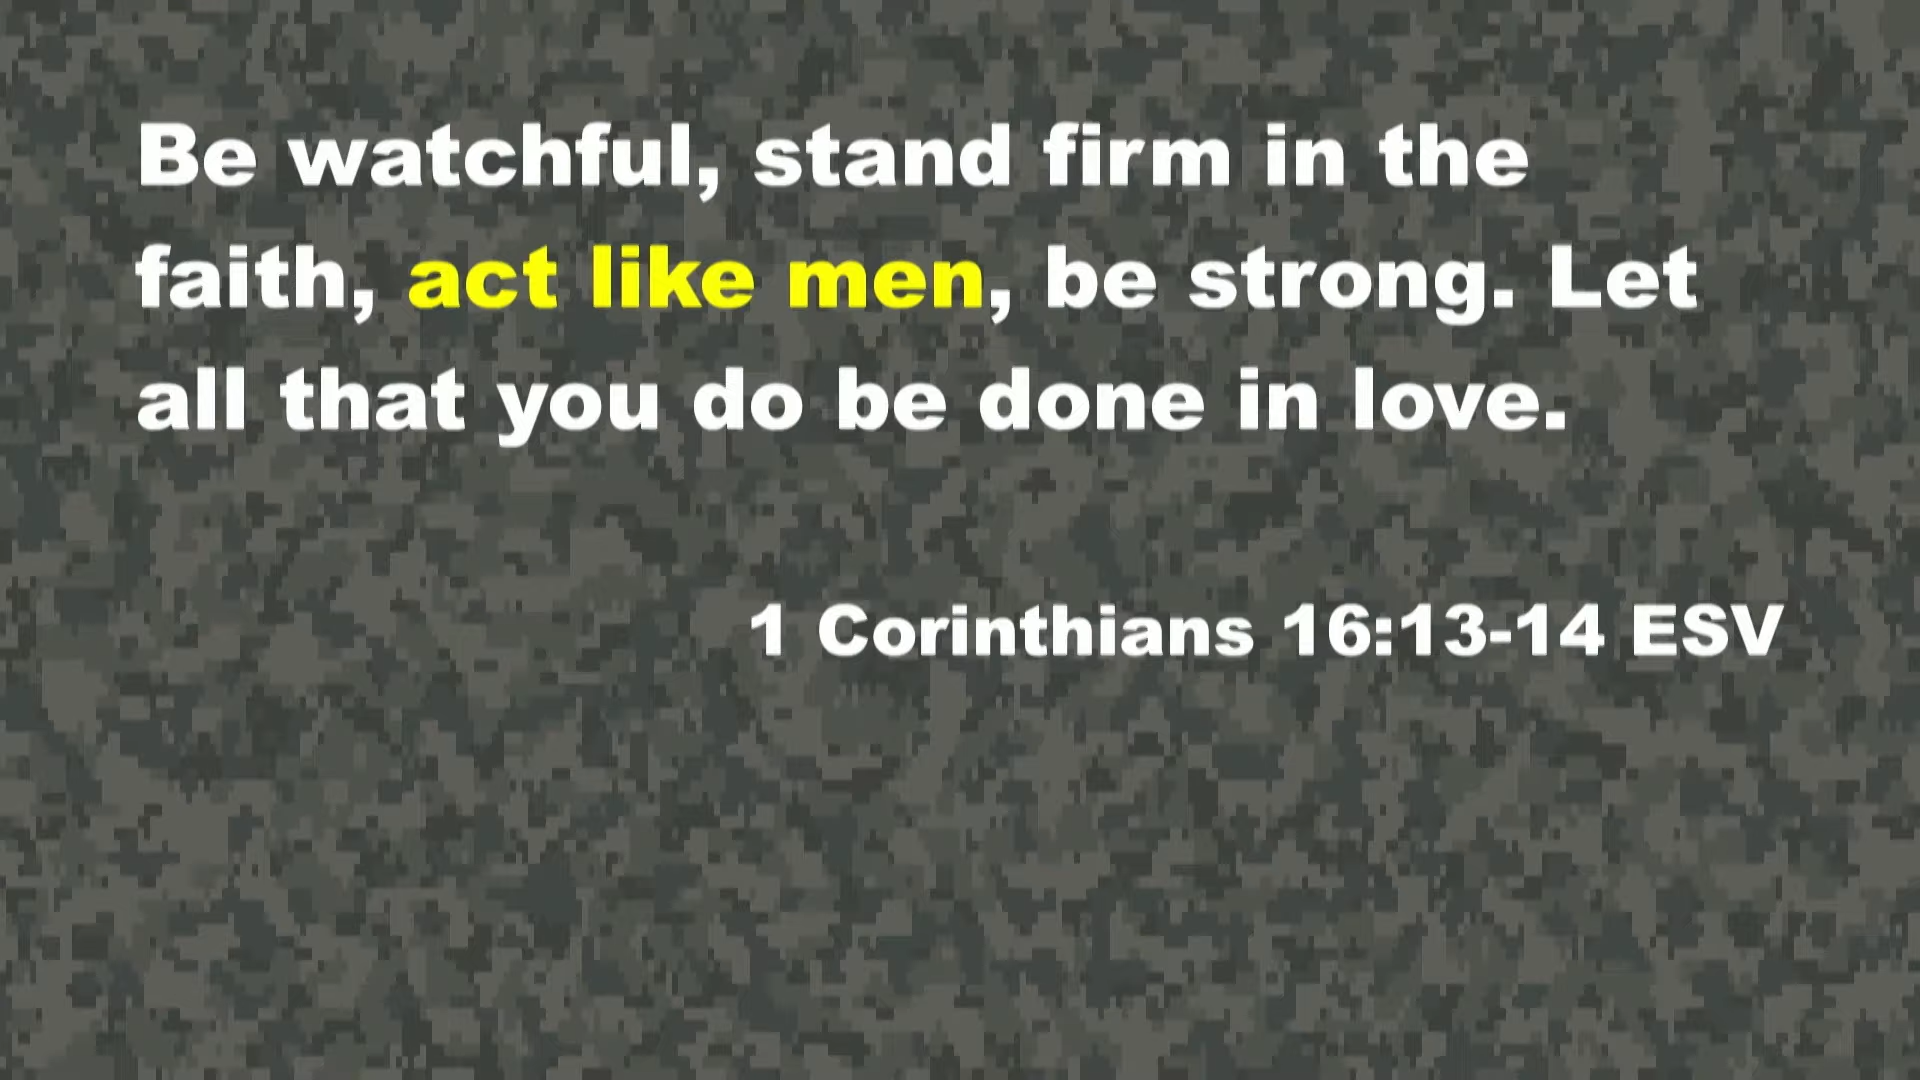 Be watchful, stand firm in the
faith, act like men, be strong. Let
all that you do be done in love.
1 Corinthians 16:13-14 ESV